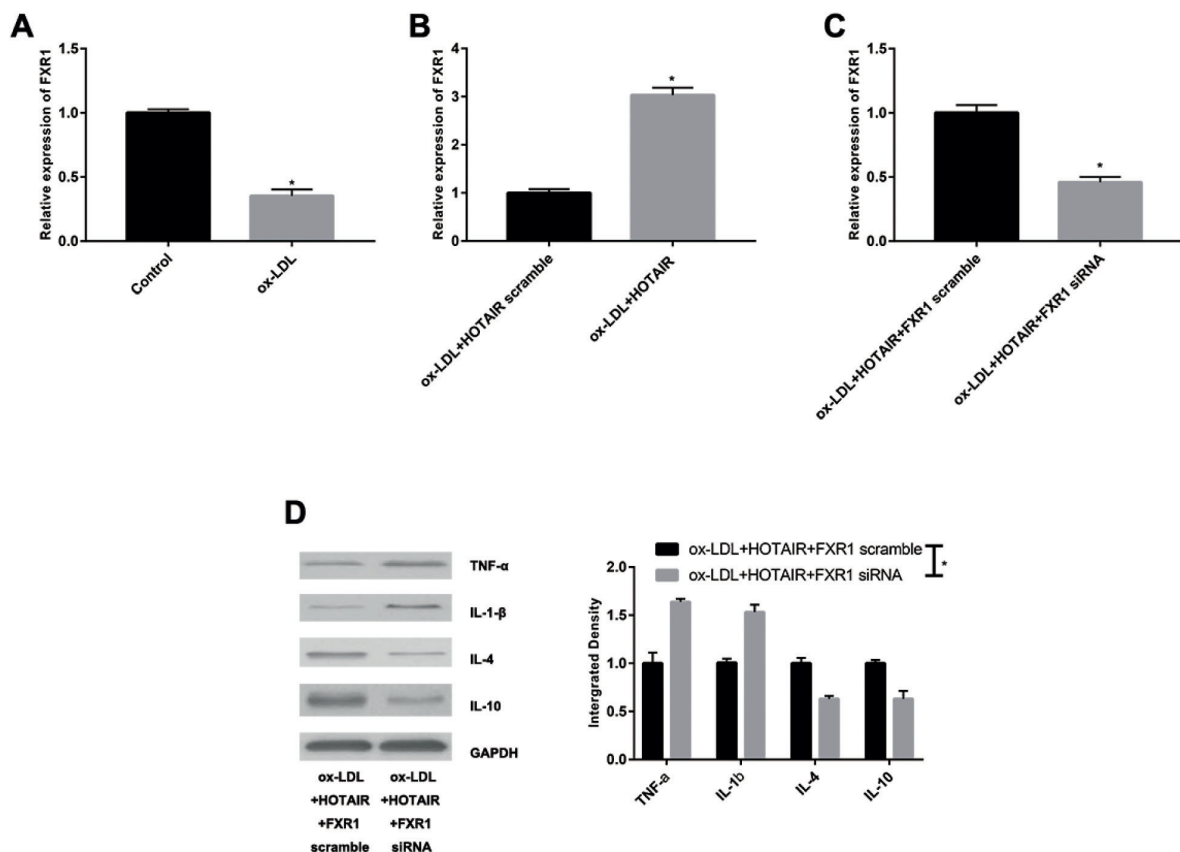 A
Relative expression of FXR1
1.5
1.0
0.5
0.0
*
Control
ox-LDL
B
Relative expression of FXR1
4
3
2
1
0
*
ox-LDL+HOTAIR scramble
ox-LDL+HOTAIR
C
Relative expression of FXR1
1.5
1.0
0.5
0.0
*
ox-LDL+HOTAIR+FXR1 scramble
ox-LDL+HOTAIR+FXR1 siRNA
D
TNF-α
IL-1-β
IL-4
IL-10
GAPDH
ox-LDL
+HOTAIR
+FXR1
scramble
ox-LDL
+HOTAIR
+FXR1
siRNA
ox-LDL+HOTAIR+FXR1 scramble
ox-LDL+HOTAIR+FXR1 siRNA
*
Intergrated Density
2.0
1.5
1.0
0.5
0.0
TNF-a
IL-1b
IL-4
IL-10